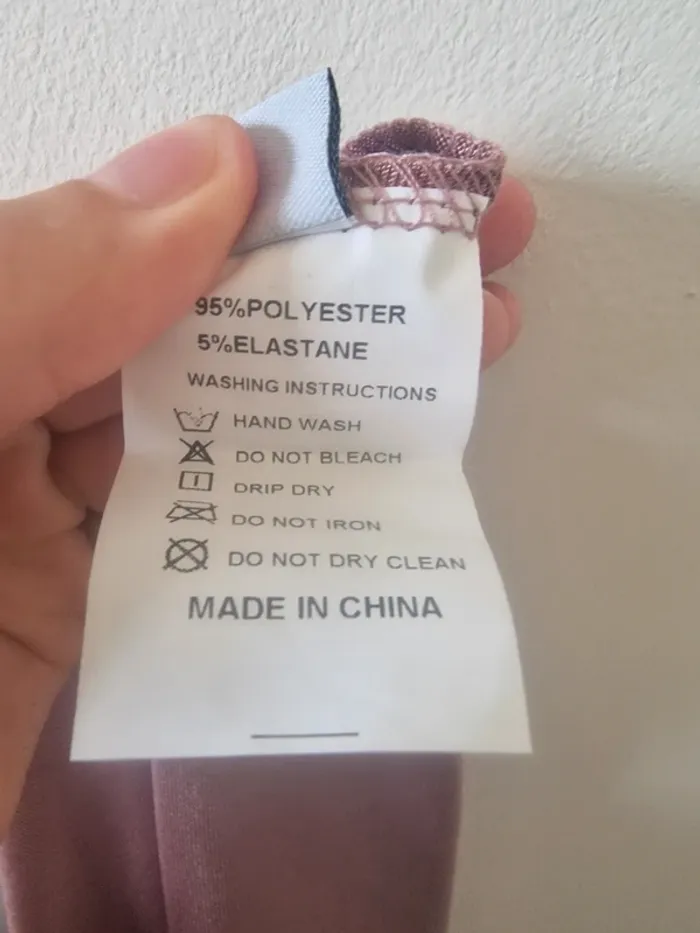 95%POLYESTER
5%ELASTANE
WASHING INSTRUCTIONS
HAND WASH
DO NOT BLEACH
DRIP DRY
DO NOT IRON
DO NOT DRY CLEAN
MADE IN CHINA